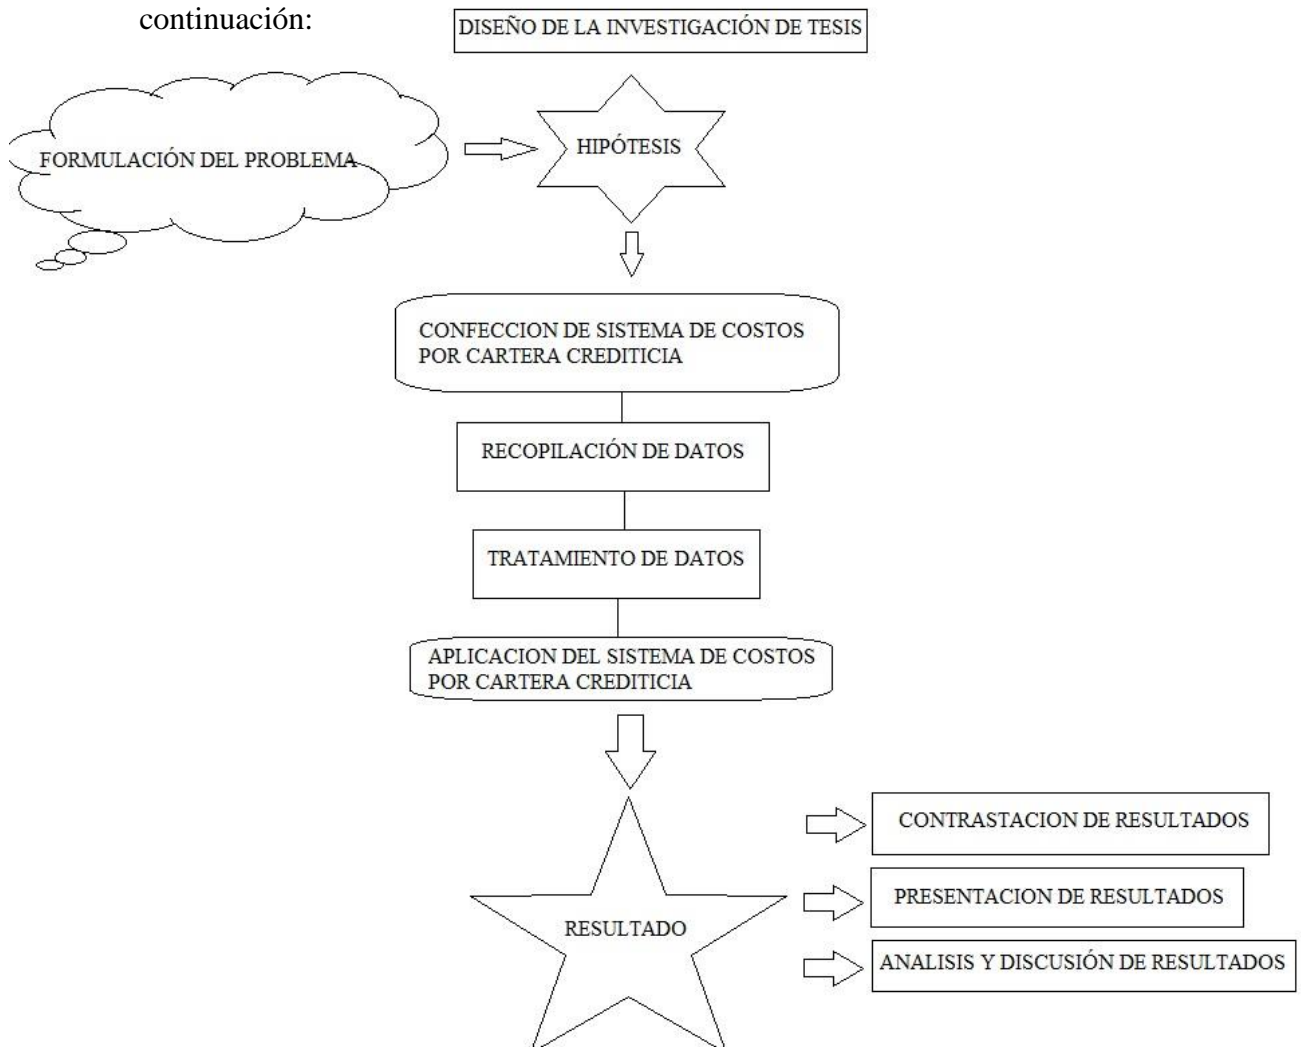 continuación:
DISEÑO DE LA INVESTIGACIÓN DE TESIS
FORMULACIÓN DEL PROBLEMA
HIPÓTESIS
CONFECCION DE SISTEMA DE COSTOS
POR CARTERA CREDITICIA
RECOPILACIÓN DE DATOS
TRATAMIENTO DE DATOS
APLICACION DEL SISTEMA DE COSTOS
POR CARTERA CREDITICIA
RESULTADO
CONTRASTACION DE RESULTADOS
PRESENTACION DE RESULTADOS
ANALISIS Y DISCUSIÓN DE RESULTADOS